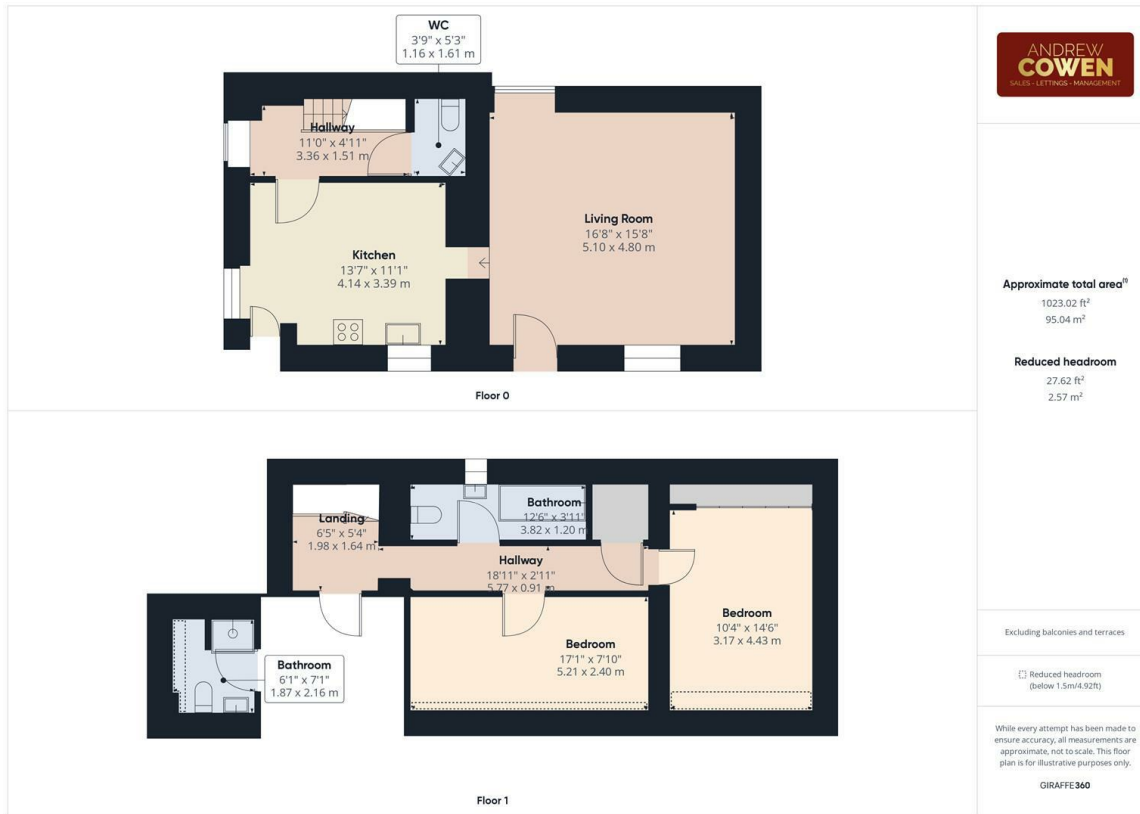 WC
3'9" x 5'3"
1.16 x 1.61 m
Hallway
11'0" x 4'11"
3.36 x 1.51 m
Living Room
16'8" x 15'8"
5.10 x 4.80 m
Kitchen
13'7" x 11'1"
4.14 x 3.39 m
Floor 0
Landing
6'5" x 5'4"
1.98 x 1.64 m
Bathroom
12'6" x 3'11"
3.82 x 1.20 m
Hallway
18'11" x 2'11"
5.77 x 0.91 m
Bedroom
10'4" x 14'6"
3.17 x 4.43 m
Bedroom
17'1" x 7'10"
5.21 x 2.40 m
Bathroom
6'1" x 7'1"
1.87 x 2.16 m
Floor 1
ANDREW
COWEN
SALES - LETTINGS - MANAGEMENT
Approximate total area⁽¹⁾
1023.02 ft²
95.04 m²
Reduced headroom
27.62 ft²
2.57 m²
Excluding balconies and terraces
Reduced headroom
(below 1.5m/4.92ft)
While every attempt has been made to
ensure accuracy, all measurements are
approximate, not to scale. This floor
plan is for illustrative purposes only.
GIRAFFE360